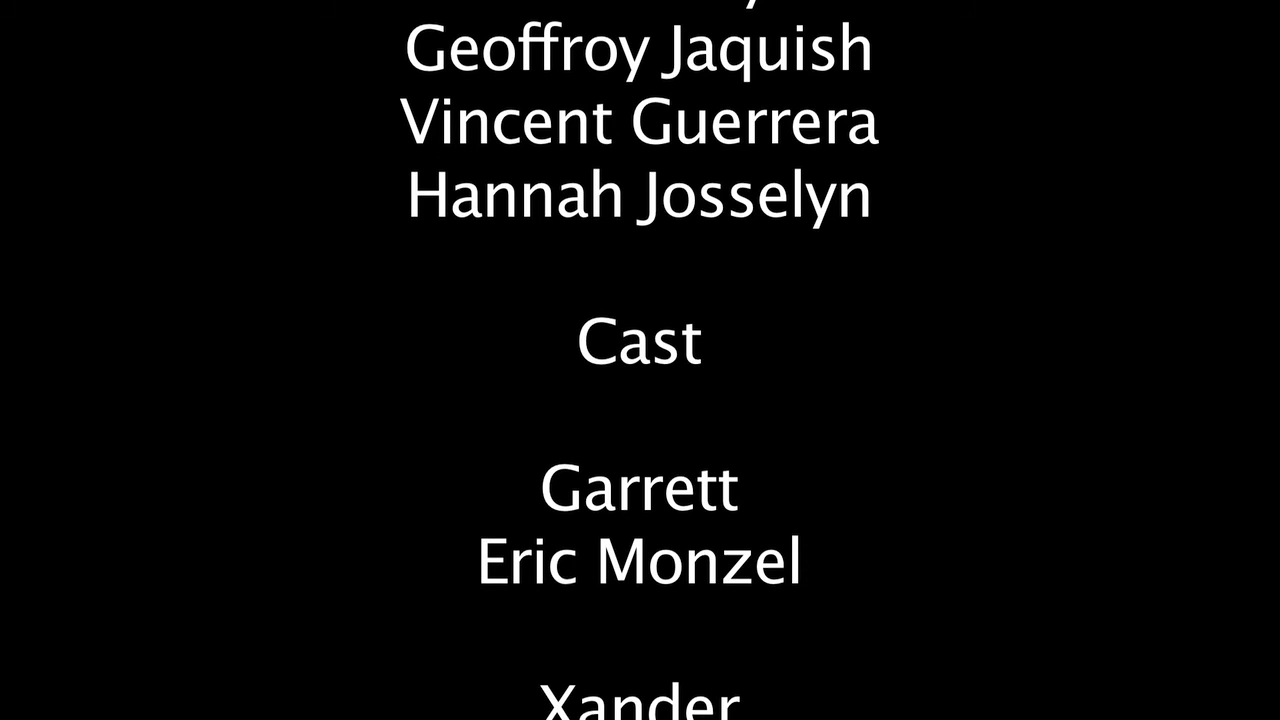 Geoffroy Jaquish
Vincent Guerrera
Hannah Josselyn
Cast
Garrett
Eric Monzel
Xander